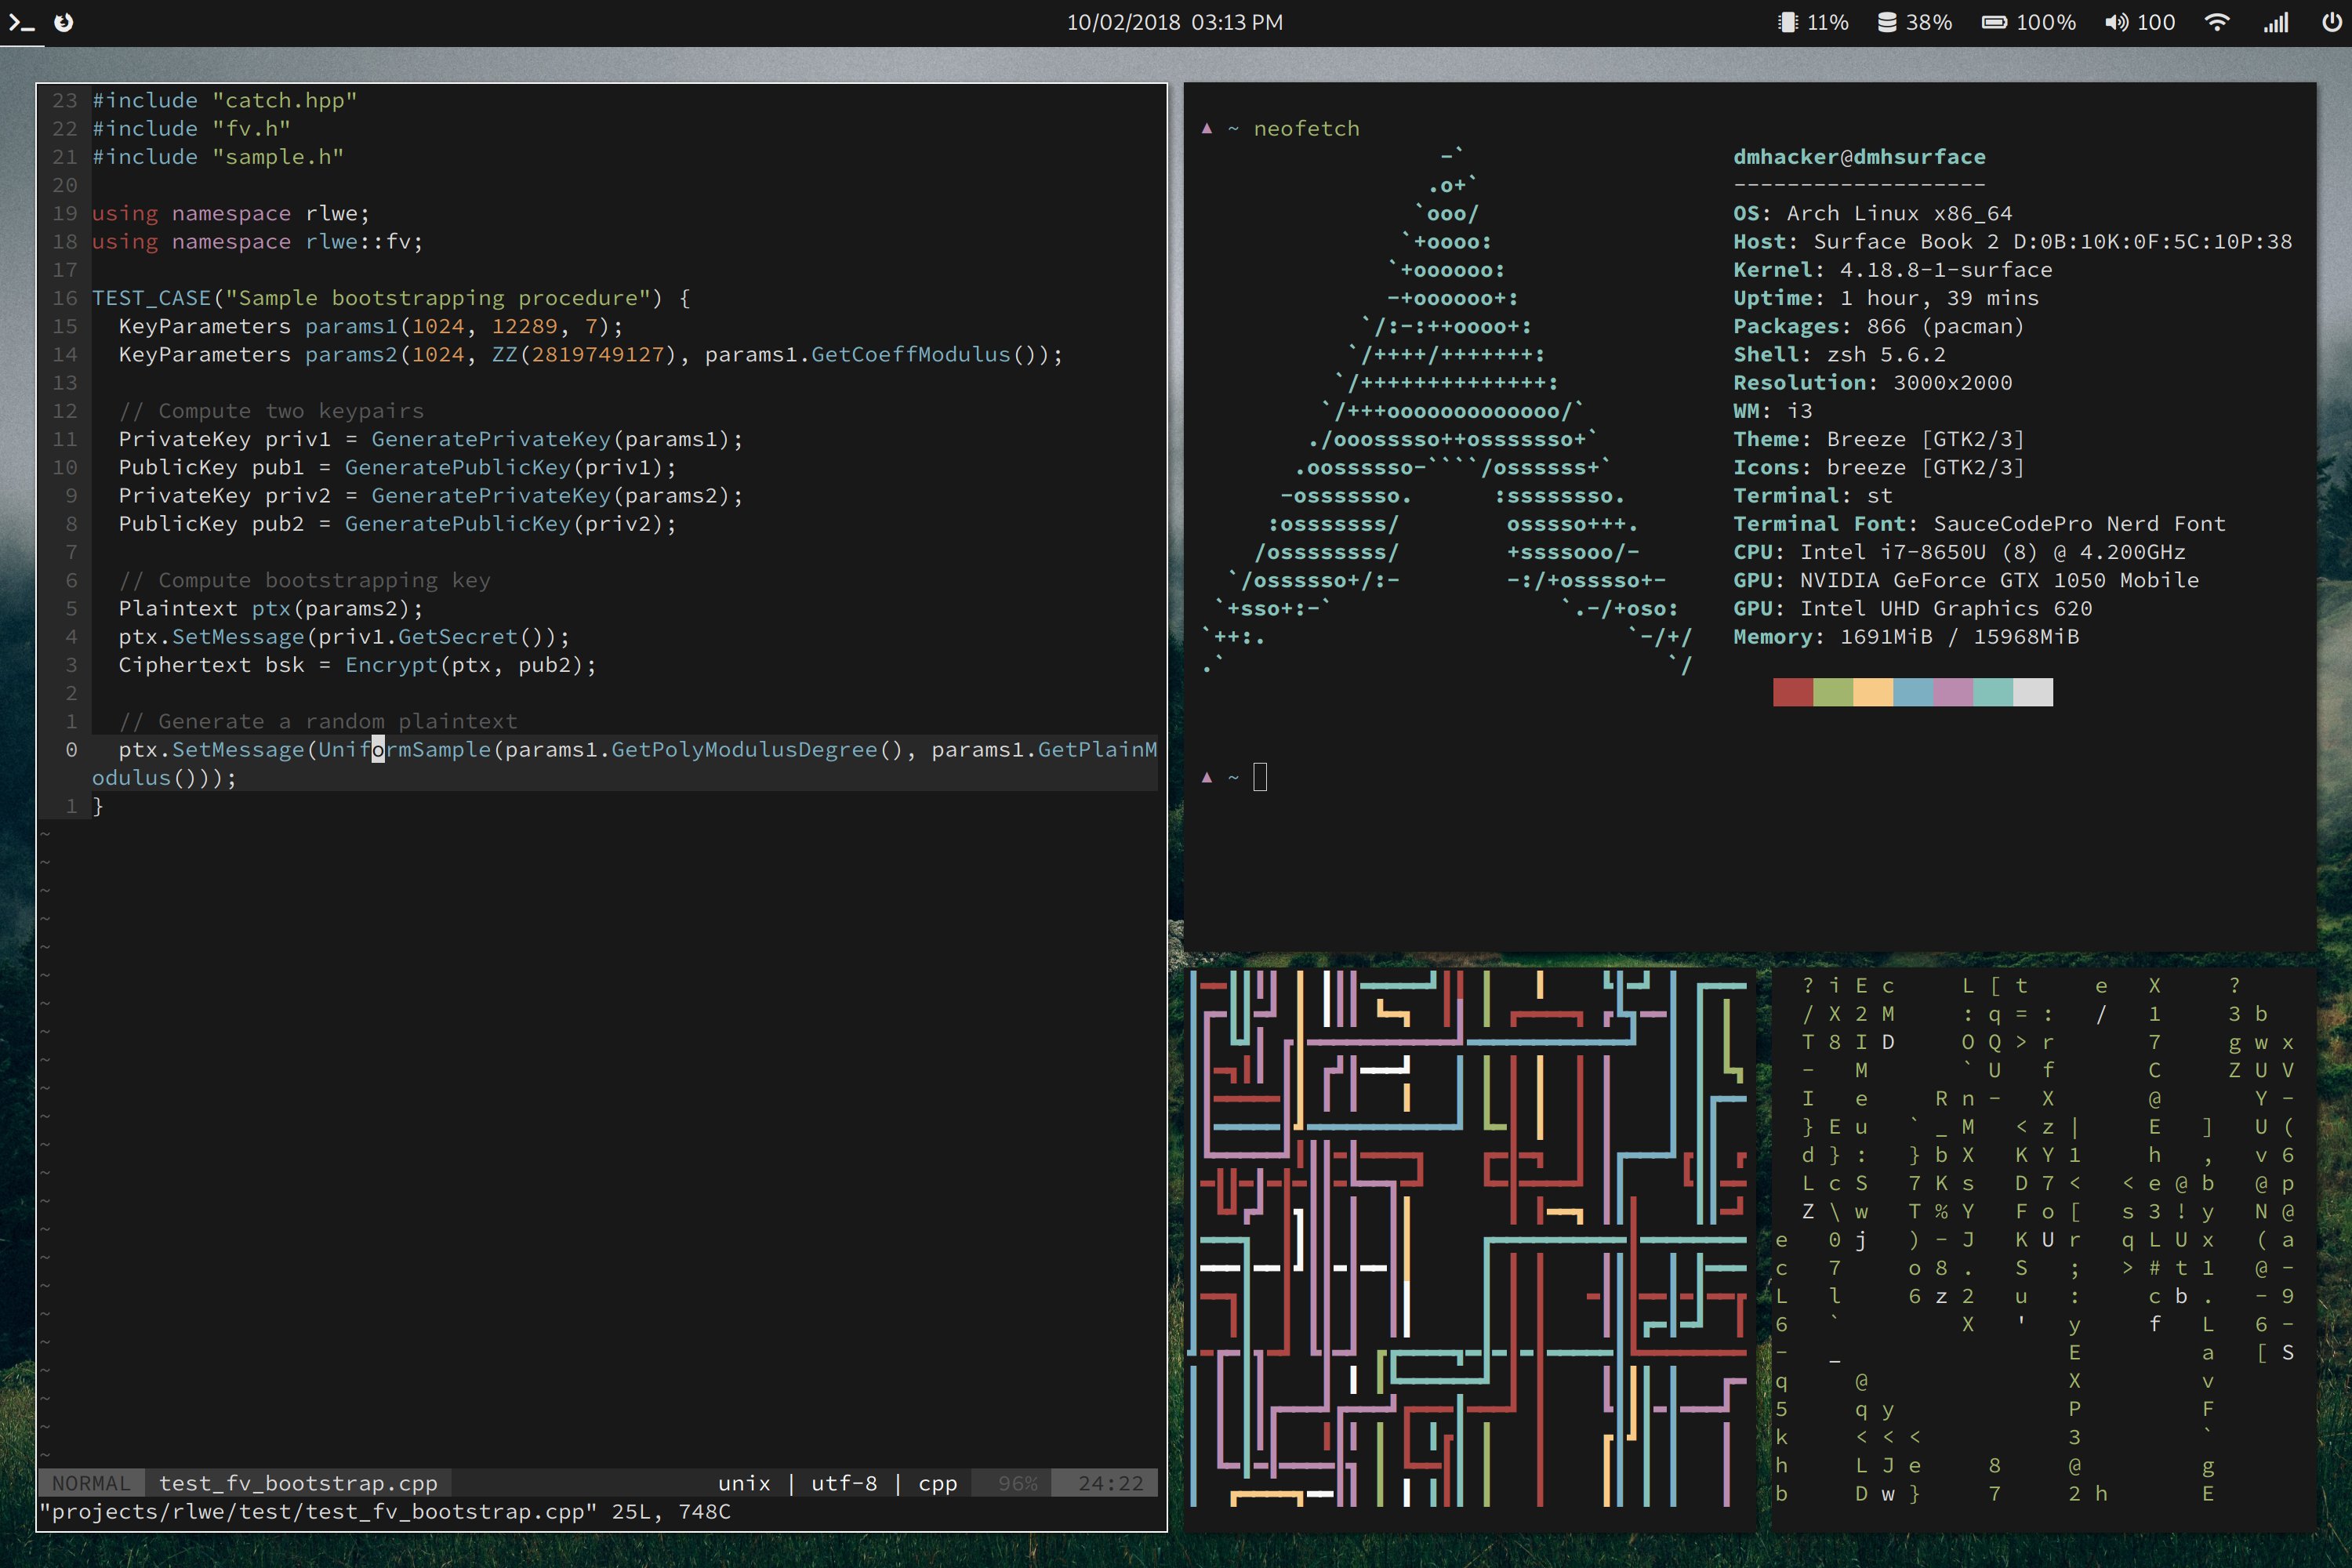 10/02/2018 03:13 PM
11% 38% 100% 100
23 #include "catch.hpp"
22 #include "fv.h"
21 #include "sample.h"
20
19 using namespace rlwe;
18 using namespace rlwe::fv;
17
16 TEST_CASE("Sample bootstrapping procedure") {
15   KeyParameters params1(1024, 12289, 7);
14   KeyParameters params2(1024, ZZ(2819749127), params1.GetCoeffModulus());
13
12   // Compute two keypairs
11   PrivateKey priv1 = GeneratePrivateKey(params1);
10   PublicKey pub1 = GeneratePublicKey(priv1);
9   PrivateKey priv2 = GeneratePrivateKey(params2);
8   PublicKey pub2 = GeneratePublicKey(priv2);
7
6   // Compute bootstrapping key
5   Plaintext ptx(params2);
4   ptx.SetMessage(priv1.GetSecret());
3   Ciphertext bsk = Encrypt(ptx, pub2);
2
1   // Generate a random plaintext
0   ptx.SetMessage(UniformSample(params1.GetPolyModulusDegree(), params1.GetPlainM
odulus()));
1 }
NORMAL test_fv_bootstrap.cpp unix | utf-8 | cpp 96% 24:22
"projects/rlwe/test/test_fv_bootstrap.cpp" 25L, 748C
▲ ~ neofetch
dmhacker@dmhsurface
-------------------
OS: Arch Linux x86_64
Host: Surface Book 2 D:0B:10K:0F:5C:10P:38
Kernel: 4.18.8-1-surface
Uptime: 1 hour, 39 mins
Packages: 866 (pacman)
Shell: zsh 5.6.2
Resolution: 3000x2000
WM: i3
Theme: Breeze [GTK2/3]
Icons: breeze [GTK2/3]
Terminal: st
Terminal Font: SauceCodePro Nerd Font
CPU: Intel i7-8650U (8) @ 4.200GHz
GPU: NVIDIA GeForce GTX 1050 Mobile
GPU: Intel UHD Graphics 620
Memory: 1691MiB / 15968MiB
▲ ~